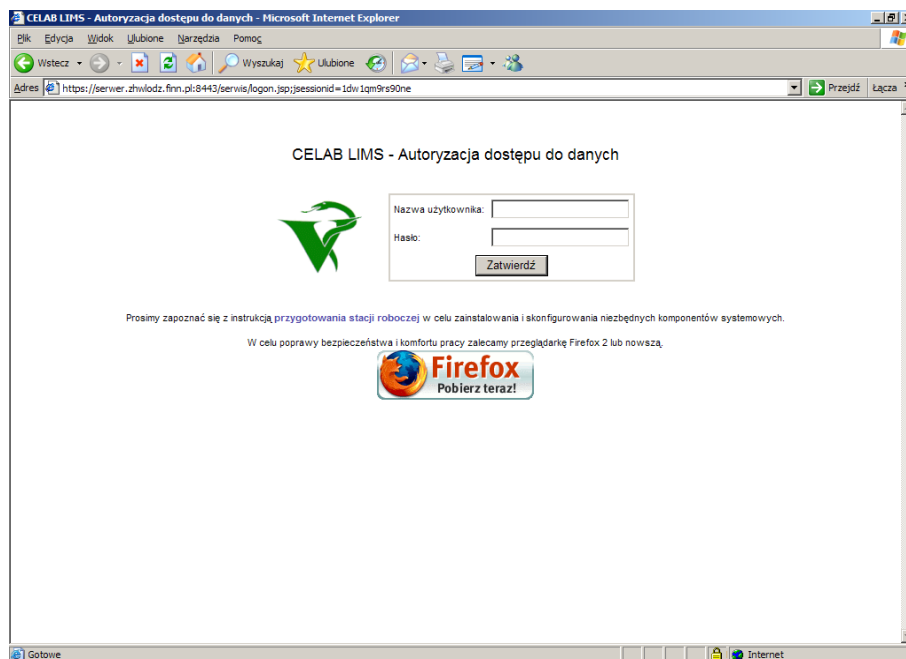 CELAB LIMS - Autoryzacja dostępu do danych - Microsoft Internet Explorer
Plik Edycja Widok Ulubione Narzędzia Pomoc
Wstecz Wyszukaj Ulubione
Adres https://serwer.zhwlodz.finn.pl:8443/serwis/logon.jsp;jsessionid=1dw1qm9rs90ne Przejdź Łącza
CELAB LIMS - Autoryzacja dostępu do danych
Nazwa użytkownika:
Hasło:
Zatwierdź
Prosimy zapoznać się z instrukcją przygotowania stacji roboczej w celu zainstalowania i skonfigurowania niezbędnych komponentów systemowych.
W celu poprawy bezpieczeństwa i komfortu pracy zalecamy przeglądarkę Firefox 2 lub nowszą.
Firefox
Pobierz teraz!
Gotowe Internet